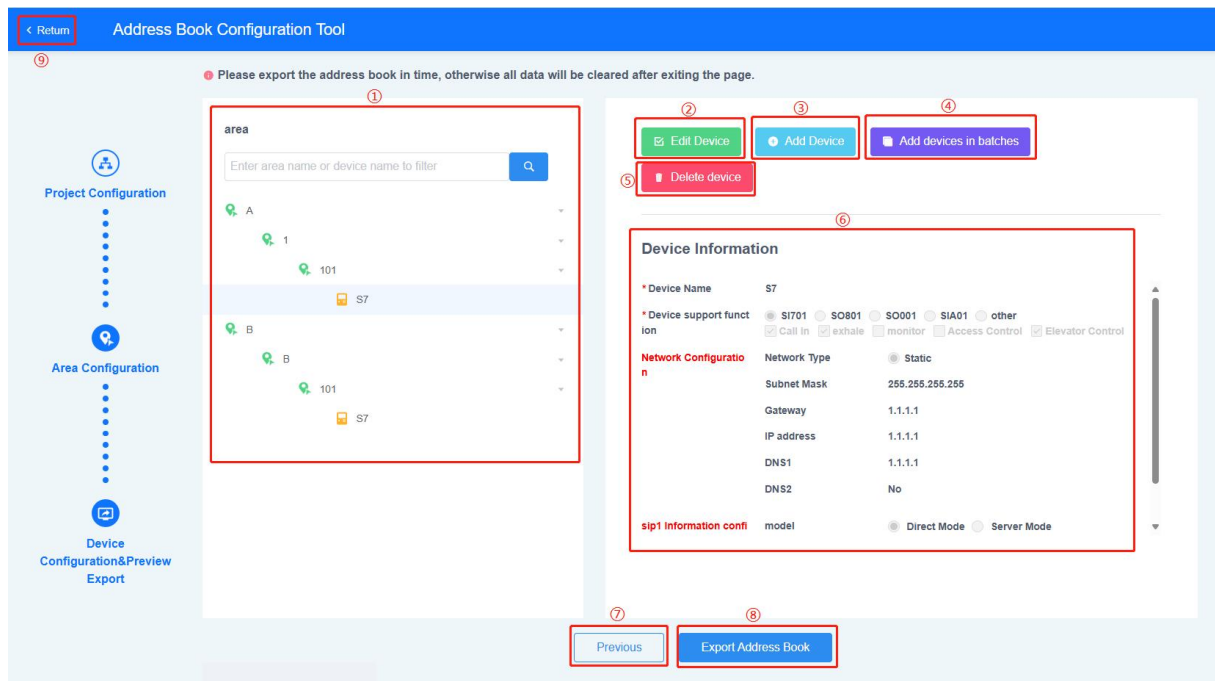 < Return
Address Book Configuration Tool
⑨
Please export the address book in time, otherwise all data will be cleared after exiting the page.
①
area
Enter area name or device name to filter
A
1
101
S7
B
B
101
S7
Project Configuration
Area Configuration
Device
Configuration&Preview
Export
②
③
④
Edit Device
Add Device
Add devices in batches
⑤
Delete device
⑥
Device Information
*Device Name S7
*Device support funct
ion
SI701 SO801 SO001 SIA01 other
Call in exhale monitor Access Control Elevator Control
Network Configuratio
n
Network Type Static
Subnet Mask 255.255.255.255
Gateway 1.1.1.1
IP address 1.1.1.1
DNS1 1.1.1.1
DNS2 No
sip1 Information confi model Direct Mode Server Mode
⑦
⑧
Previous
Export Address Book